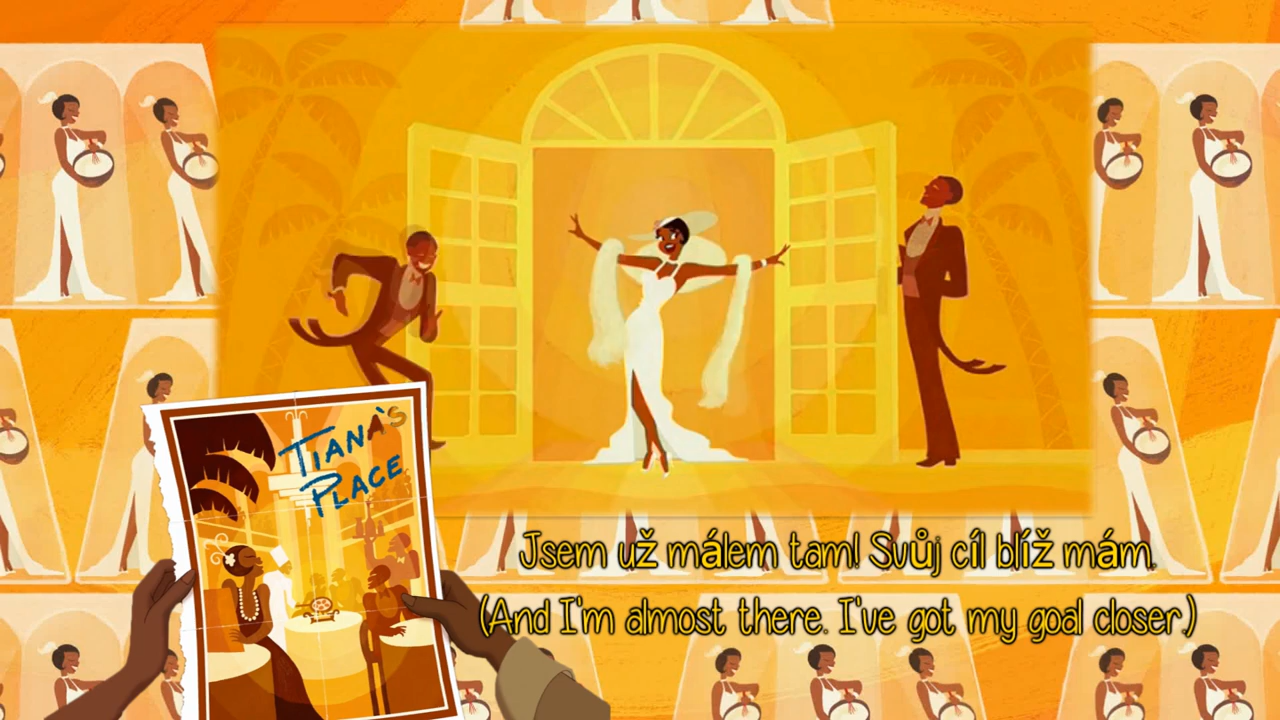 TIANA'S
PLACE
Jsem už málem tam! Svůj cíl blíž mám.
(And I'm almost there. I've got my goal closer.)